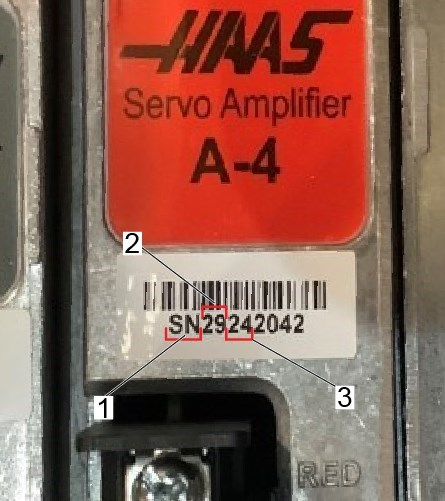 HAAS
Servo Amplifier
A-4
2
SN29242042
1
3
RED